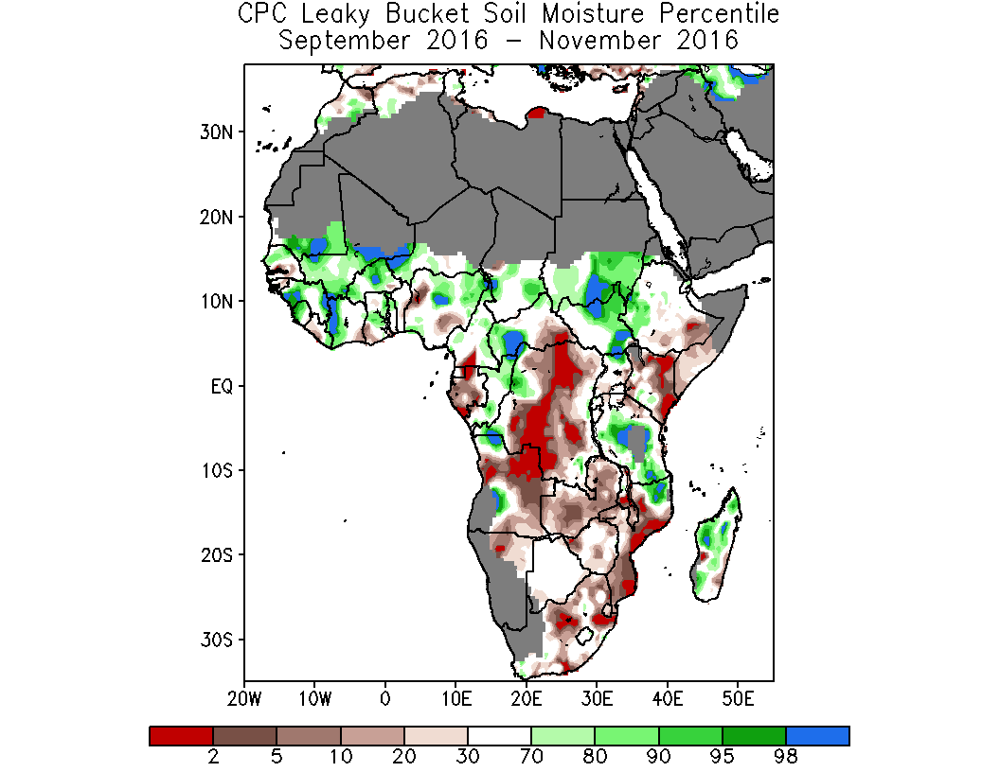 CPC Leaky Bucket Soil Moisture Percentile
September 2016 – November 2016
30N
20N
10N
EQ
10S
20S
30S
20W 10W 0 10E 20E 30E 40E 50E
2 5 10 20 30 70 80 90 95 98